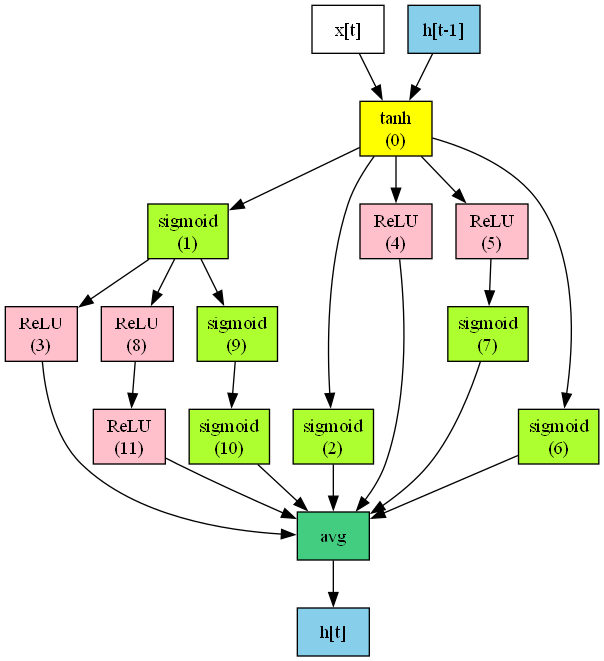 x[t]
h[t-1]
tanh
(0)
sigmoid
(1)
ReLU
(4)
ReLU
(5)
ReLU
(3)
ReLU
(8)
sigmoid
(9)
sigmoid
(7)
ReLU
(11)
sigmoid
(10)
sigmoid
(2)
sigmoid
(6)
avg
h[t]